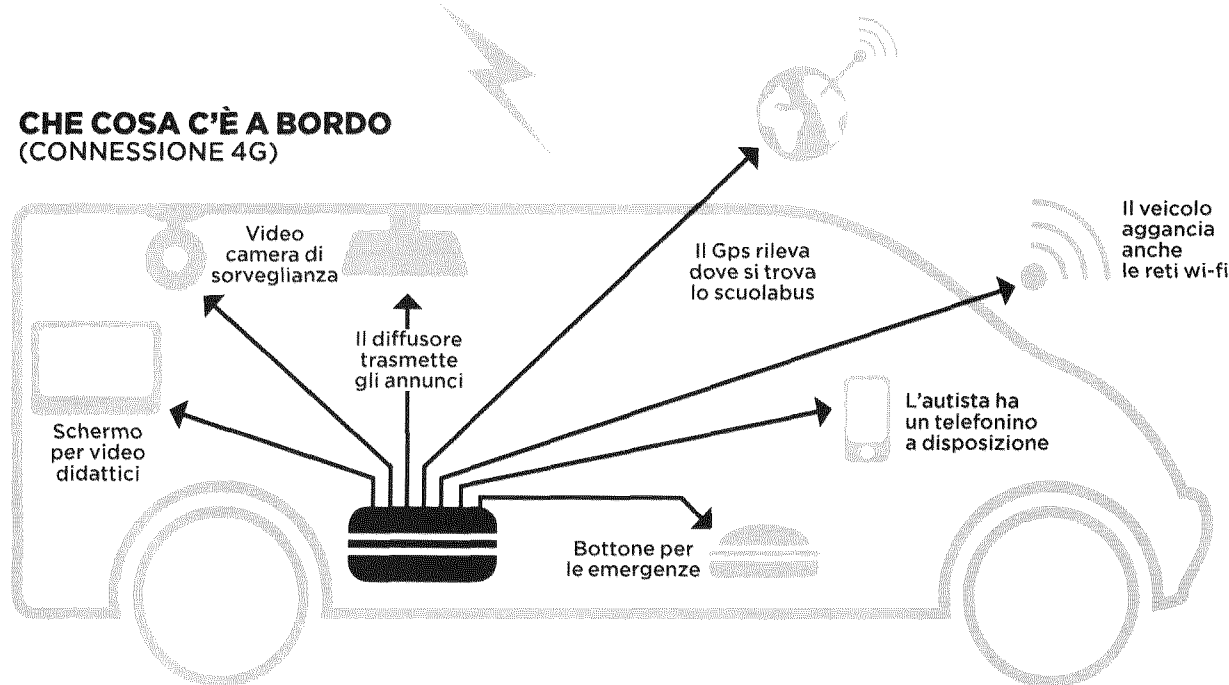 CHE COSA C'È A BORDO
(CONNESSIONE 4G)
Video
camera di
sorveglianza
Il diffusore
trasmette
gli annunci
Il Gps rileva
dove si trova
lo scuolabus
Il veicolo
aggancia
anche
le reti wi-fi
Schermo
per video
didattici
L'autista ha
un telefonino
a disposizione
Bottone per
le emergenze